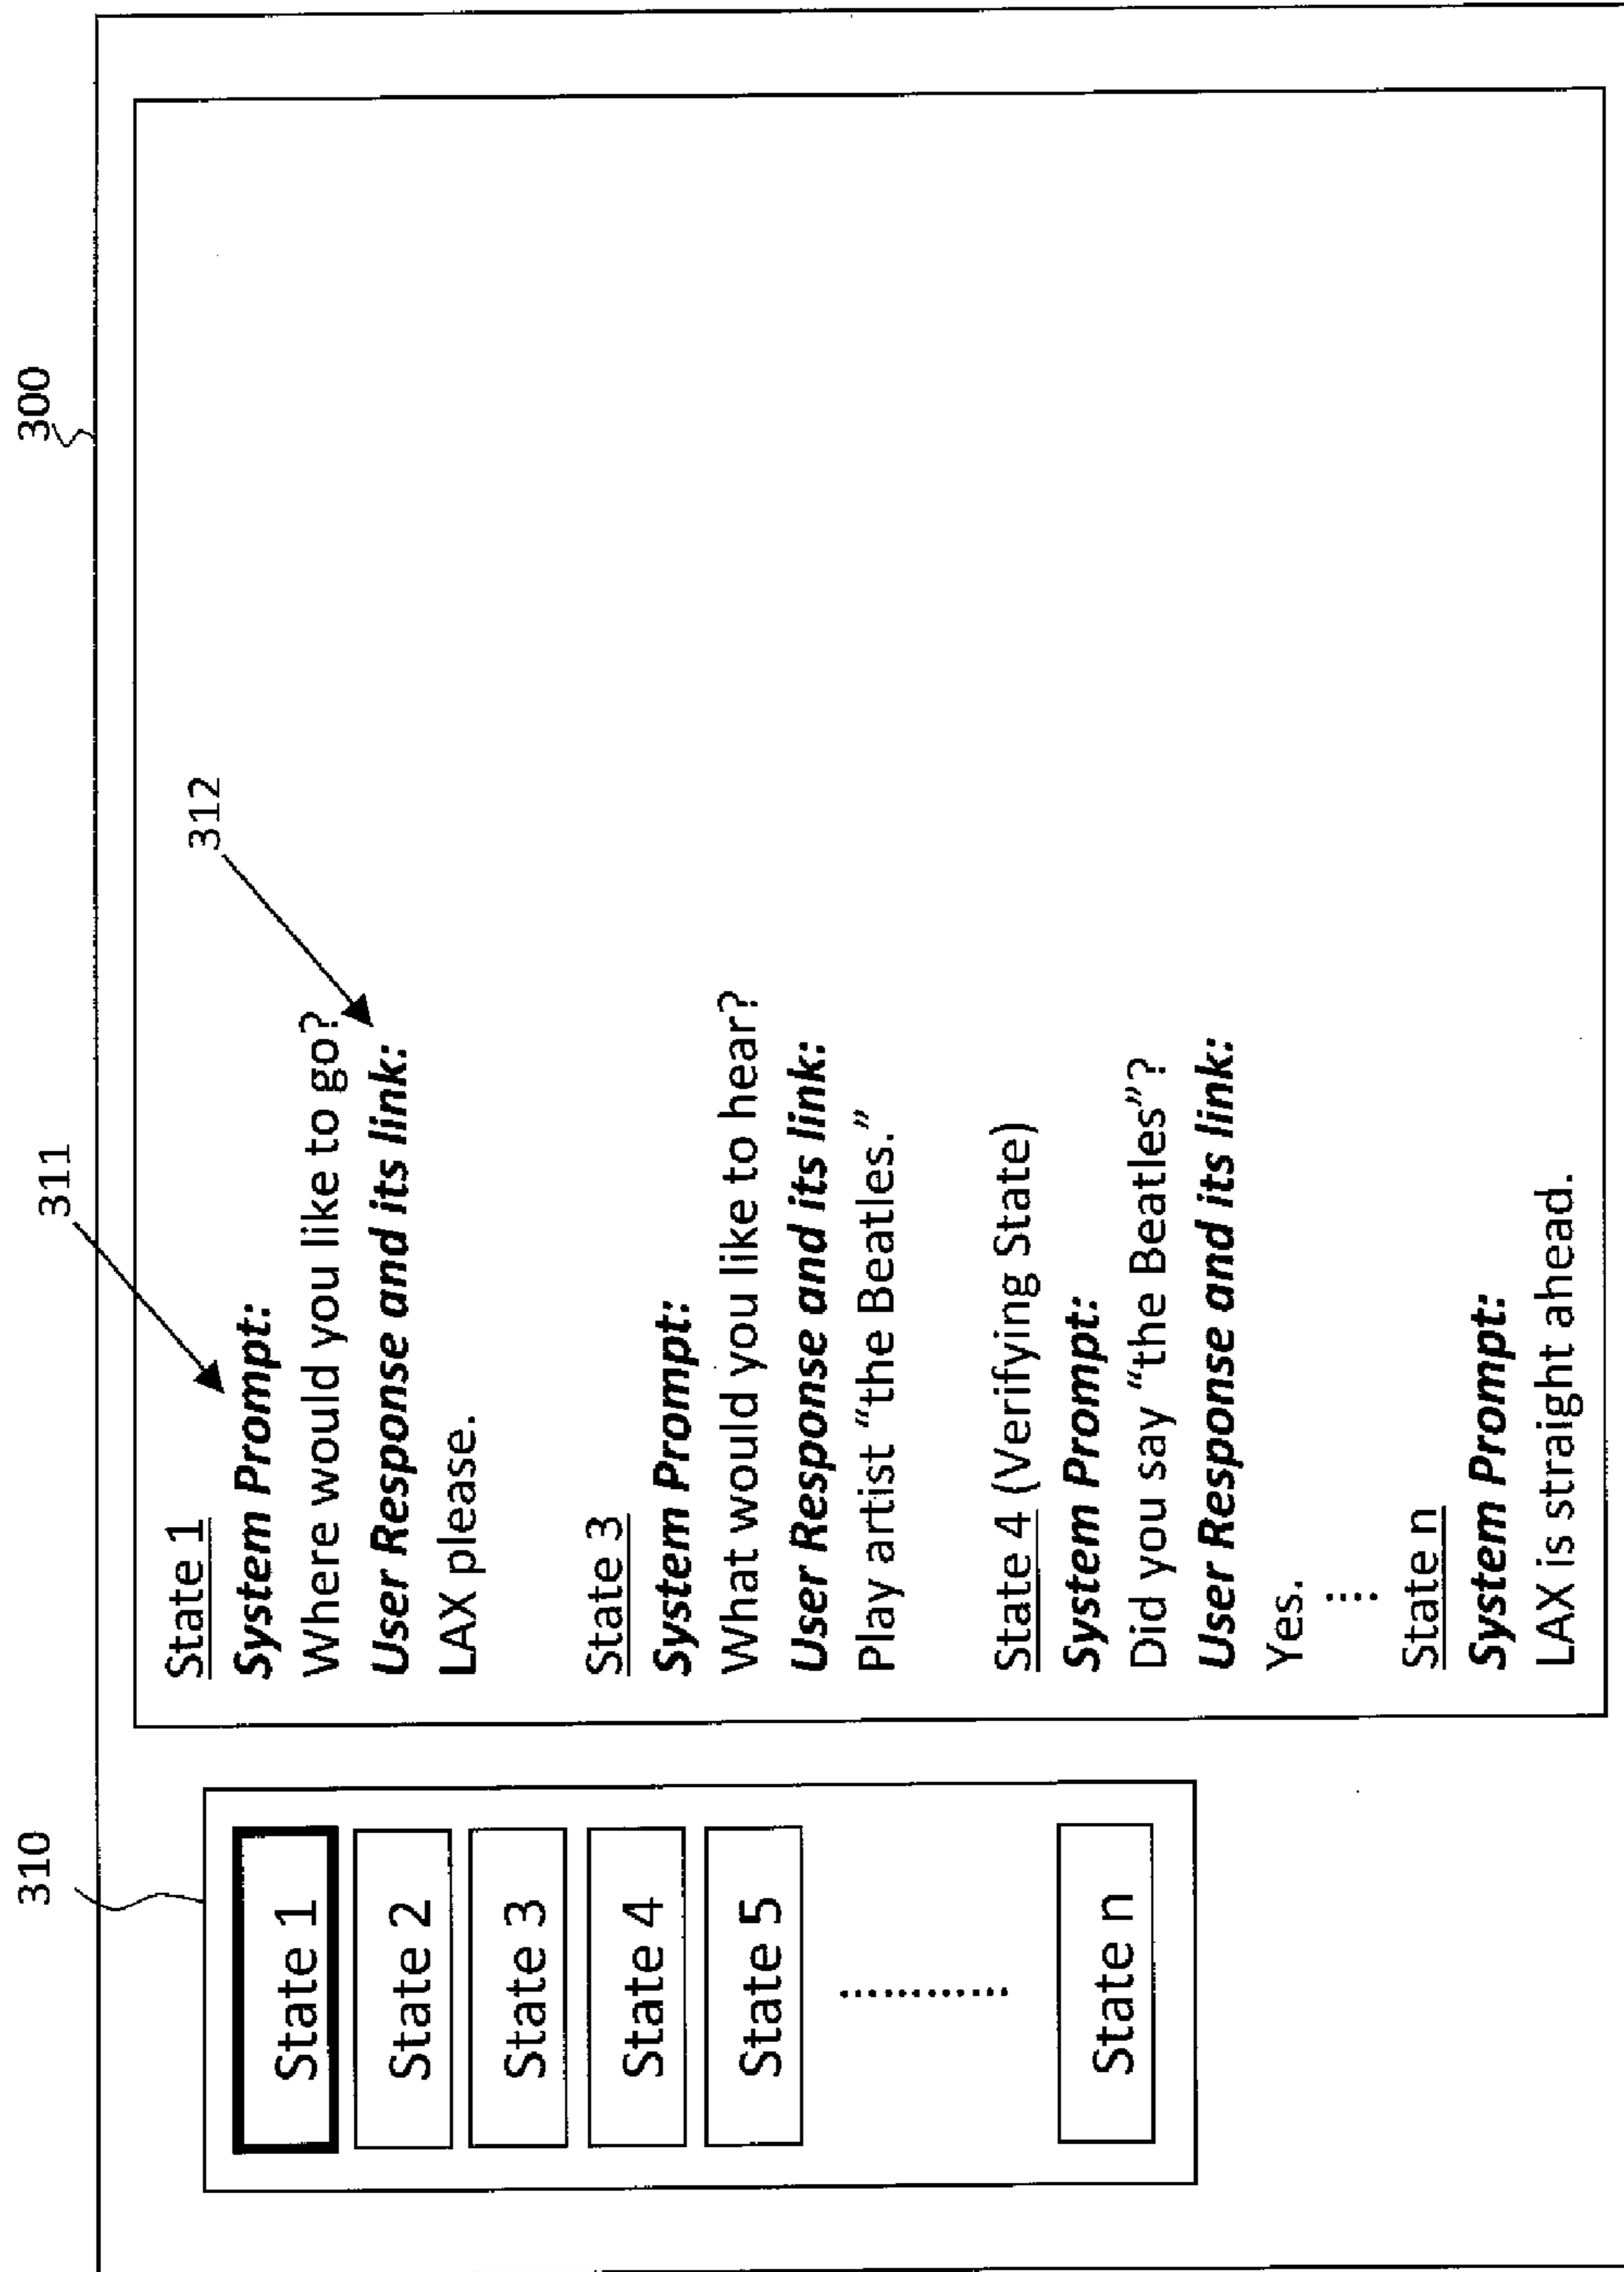 300
310
311
312
State 1
State 2
State 3
State 4
State 5
............
State n
State 1
System Prompt:
Where would you like to go?
User Response and its link:
LAX please.
State 3
System Prompt:
What would you like to hear?
User Response and its link:
Play artist “the Beatles.”
State 4 (Verifying State)
System Prompt:
Did you say “the Beatles”?
User Response and its link:
Yes.
....
State n
System Prompt:
LAX is straight ahead.